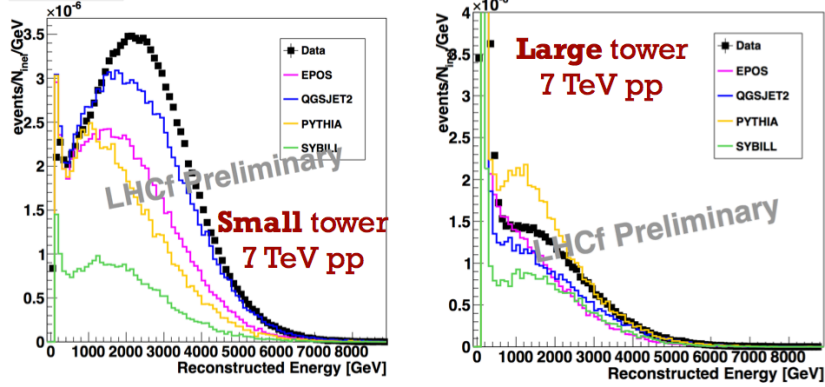 ×10⁻⁶
events/N_inel/GeV
3.5
3
2.5
2
1.5
1
0.5
0
Data
EPOS
QGSJET2
PYTHIA
SYBILL
LHCf Preliminary
Small tower
7 TeV pp
0 1000 2000 3000 4000 5000 6000 7000 8000
Reconstructed Energy [GeV]
×10⁻⁶
events/N_inel/GeV
4
3.5
3
2.5
2
1.5
1
0.5
0
Large tower
7 TeV pp
Data
EPOS
QGSJET2
PYTHIA
SYBILL
LHCf Preliminary
0 1000 2000 3000 4000 5000 6000 7000 8000
Reconstructed Energy [GeV]